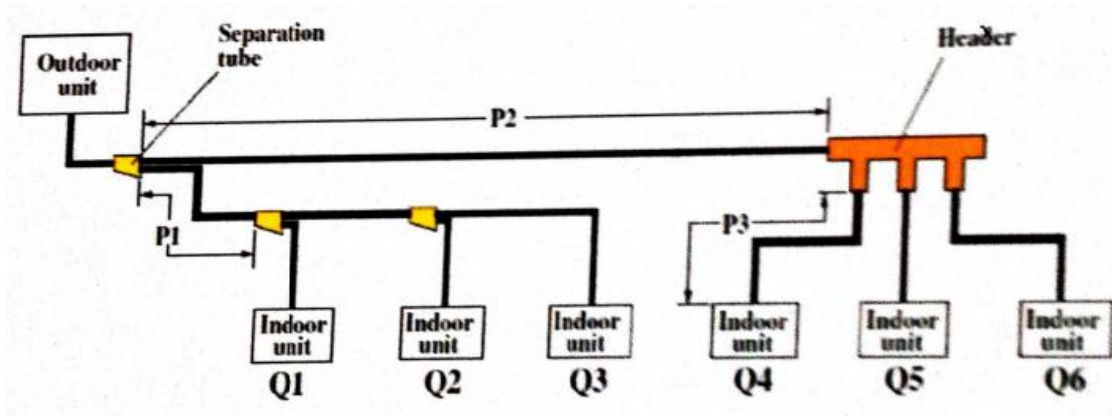 Separation
tube
Header
Outdoor
unit
P2
P1
P3
Indoor
unit
Indoor
unit
Indoor
unit
Indoor
unit
Indoor
unit
Indoor
unit
Q1
Q2
Q3
Q4
Q5
Q6